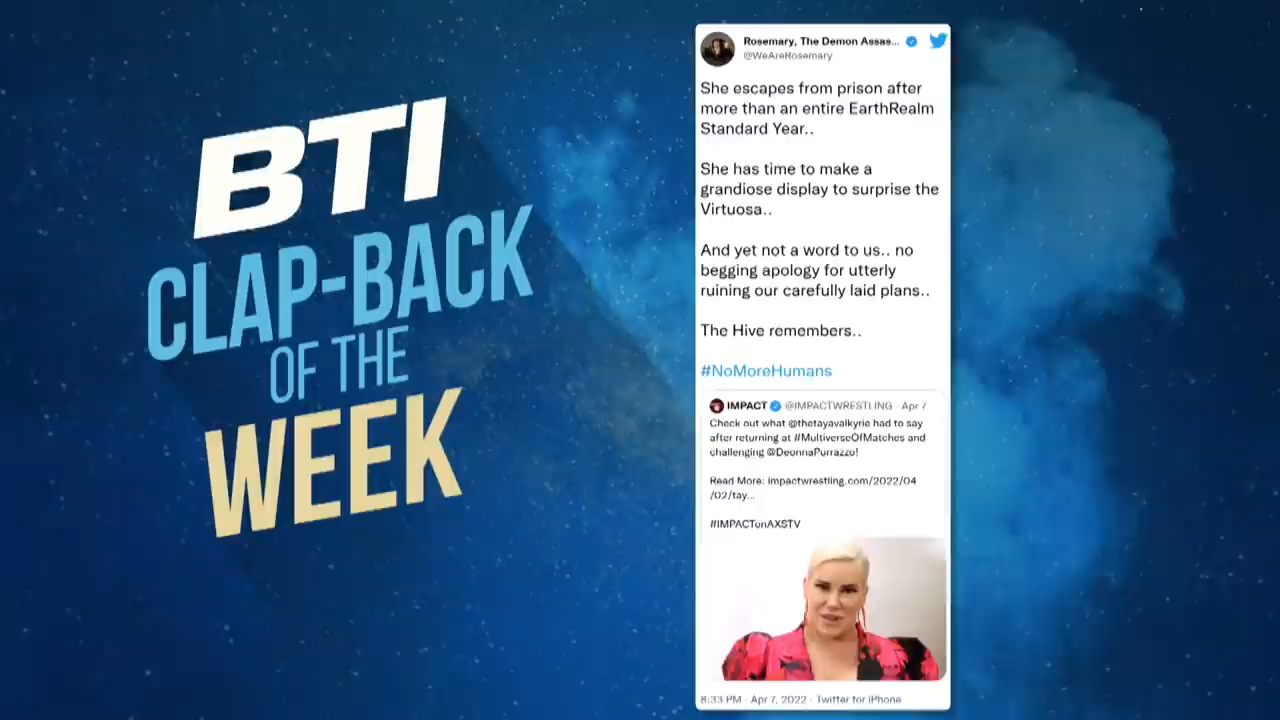 BTI
CLAP-BACK
OF THE
WEEK
Rosemary, The Demon Assas...
@WeAreRosemary
She escapes from prison after
more than an entire EarthRealm
Standard Year..
She has time to make a
grandiose display to surprise the
Virtuosa..
And yet not a word to us.. no
begging apology for utterly
ruining our carefully laid plans..
The Hive remembers..
#NoMoreHumans
IMPACT @IMPACTWRESTLING · Apr 7
Check out what @thetayavalkyrie had to say
after returning at #MultiverseOfMatches and
challenging @DeonnaPurrazzo!
Read More: impactwrestling.com/2022/04
/02/tay...
#IMPACTonAXSTV
8:33 PM · Apr 7, 2022 · Twitter for iPhone